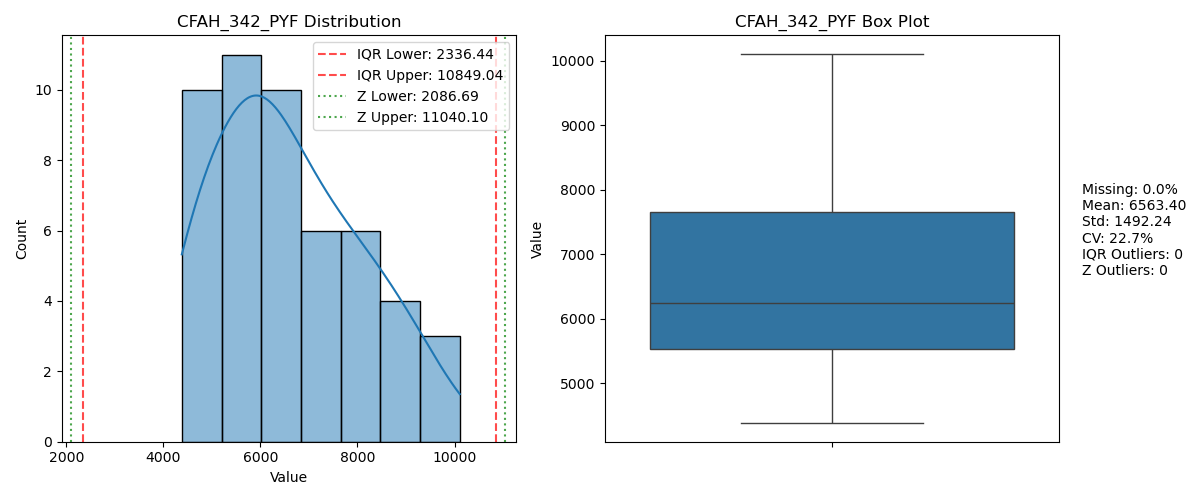 CFAH_342_PYF Distribution
IQR Lower: 2336.44
IQR Upper: 10849.04
Z Lower: 2086.69
Z Upper: 11040.10
Count
10
8
6
4
2
0
2000
4000
6000
8000
10000
Value
CFAH_342_PYF Box Plot
Value
10000
9000
8000
7000
6000
5000
Missing: 0.0%
Mean: 6563.40
Std: 1492.24
CV: 22.7%
IQR Outliers: 0
Z Outliers: 0